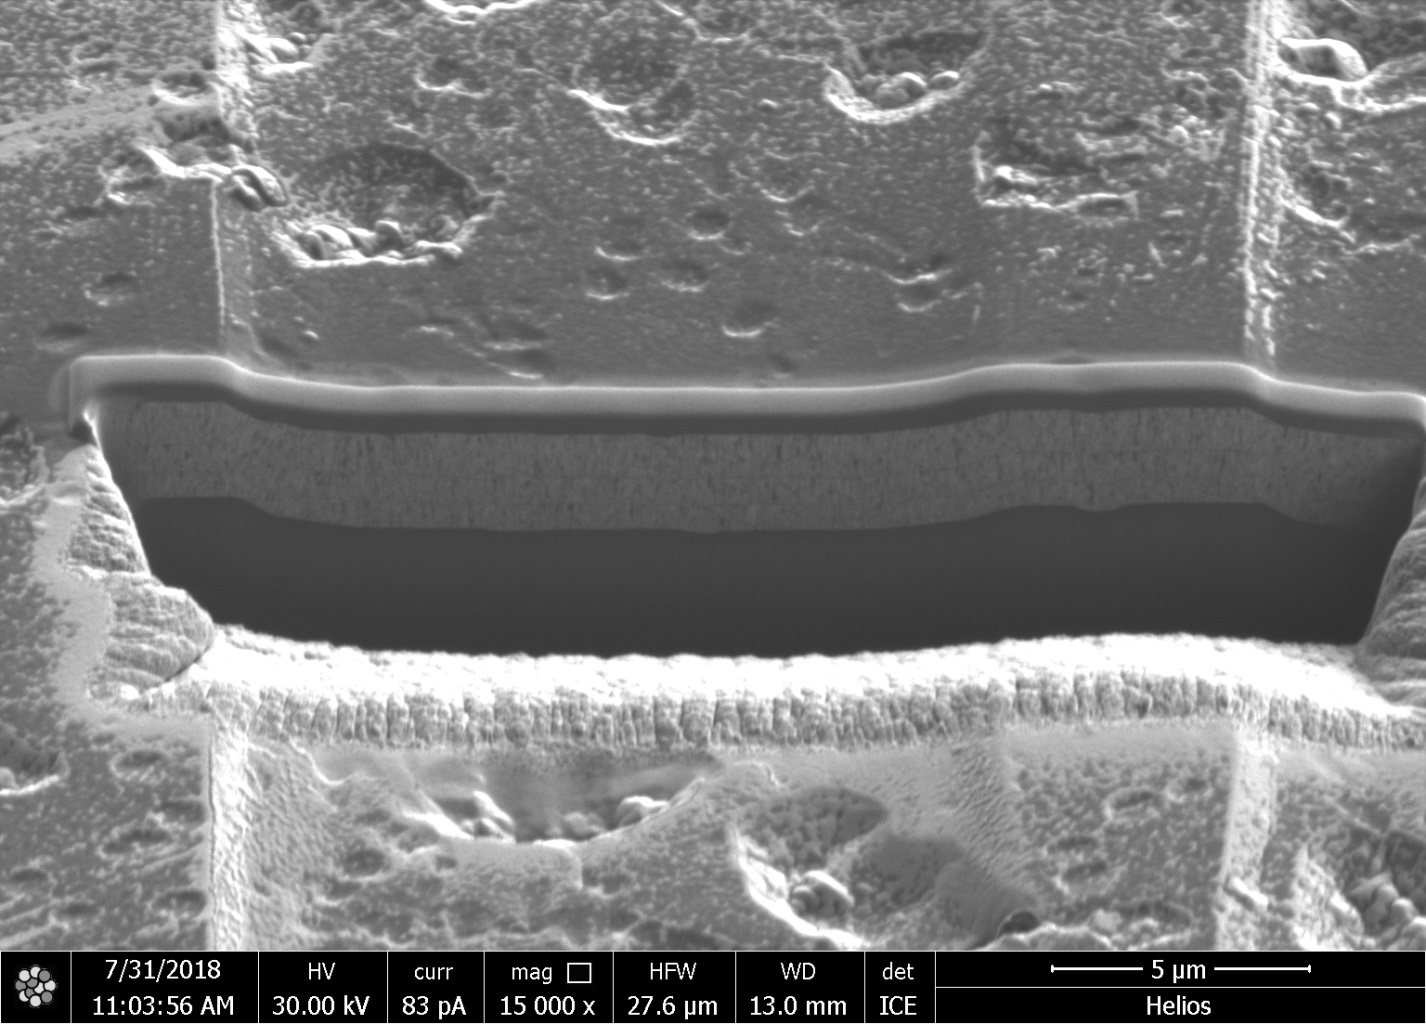 7/31/2018
11:03:56 AM
HV
30.00 kV
curr
83 pA
mag
15 000 x
HFW
27.6 µm
WD
13.0 mm
det
ICE
5 µm
Helios